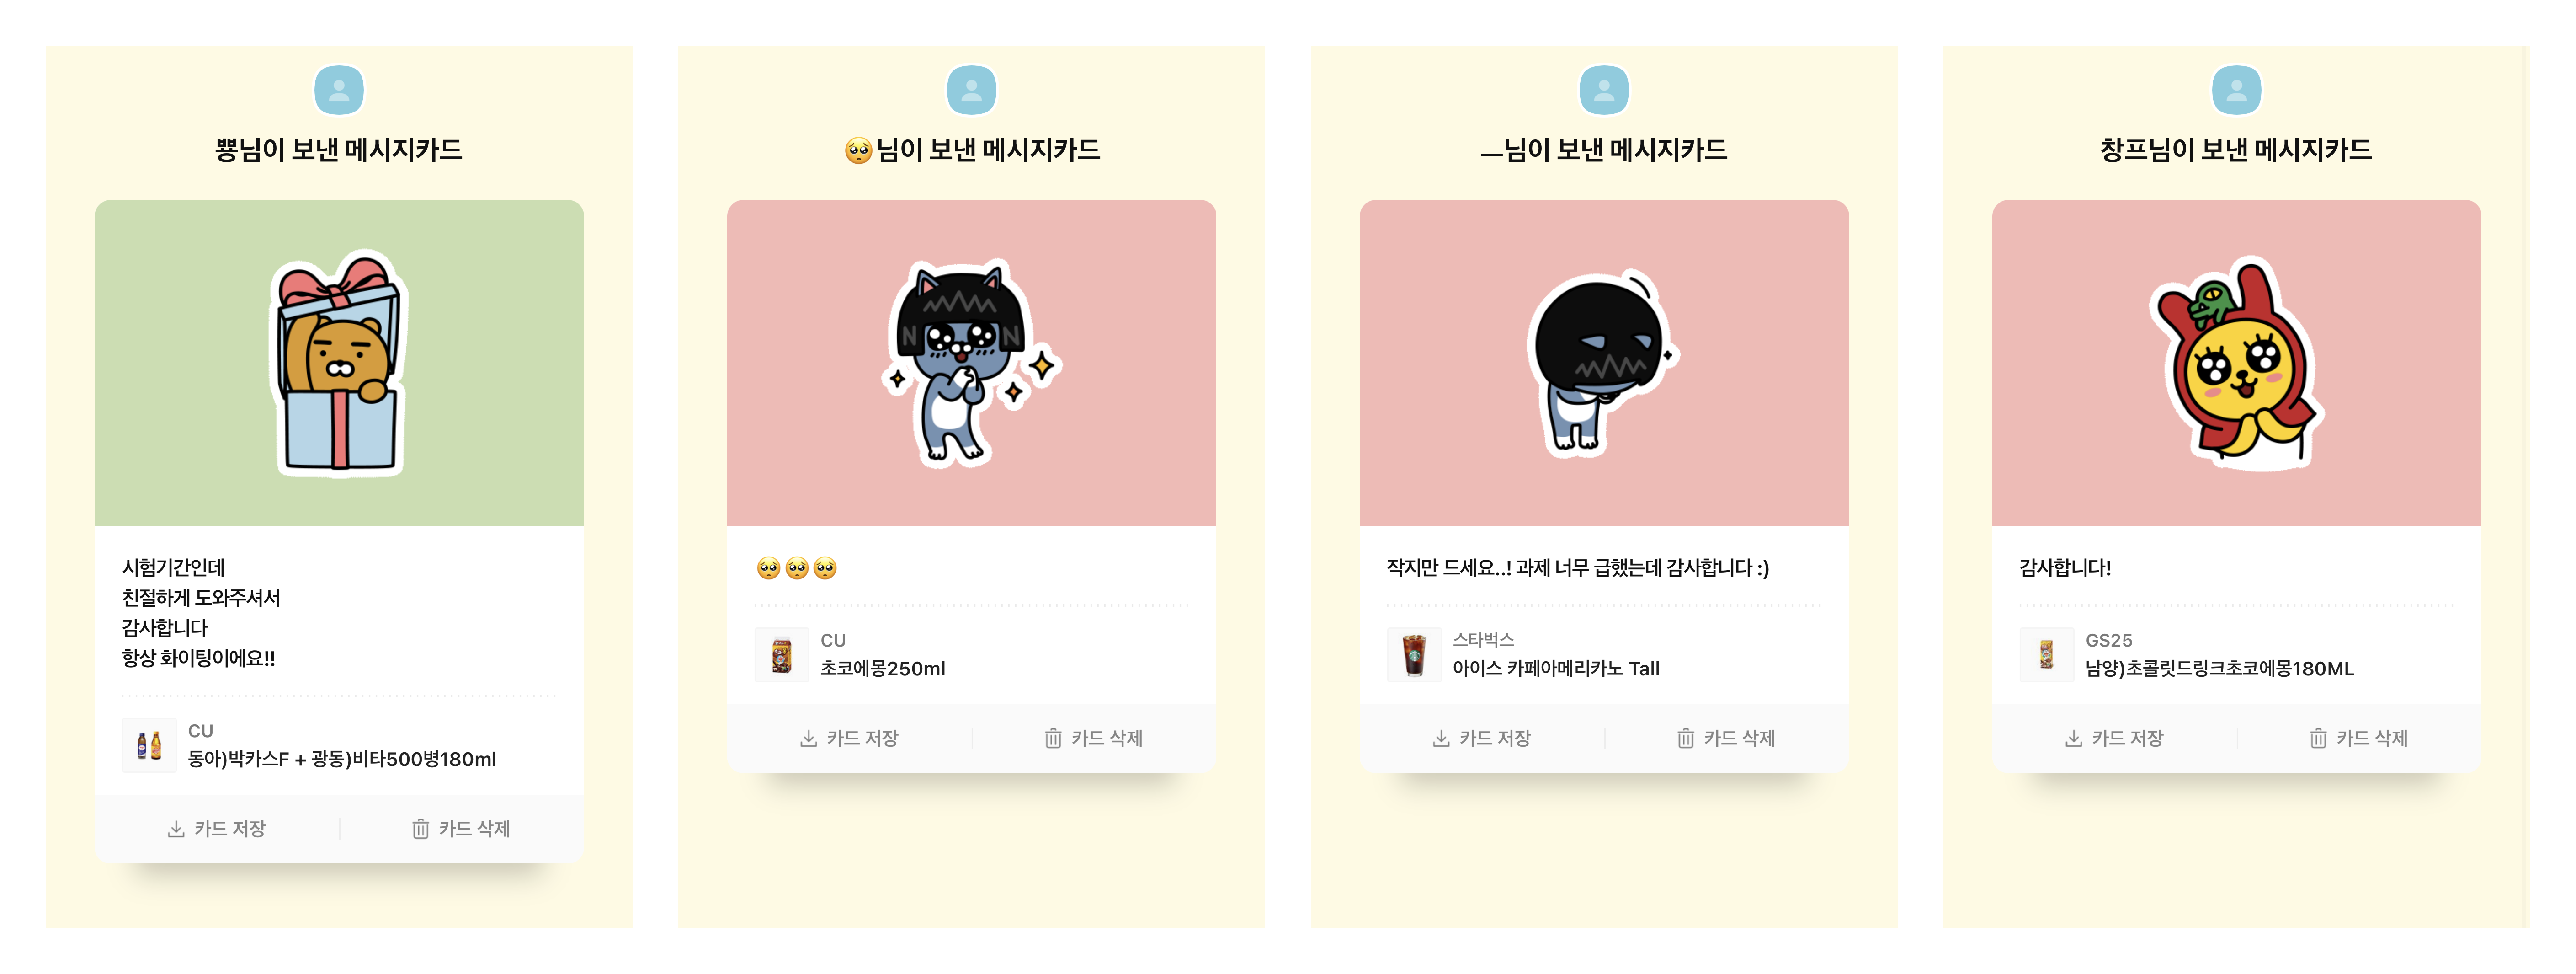 뿅님이 보낸 메시지카드
시험기간인데
친절하게 도와주셔서
감사합니다
항상 화이팅이에요!!
CU
동아)박카스F + 광동)비타500병180ml
카드 저장
카드 삭제
🥺님이 보낸 메시지카드
N N
🥺🥺🥺
CU
초코에몽250ml
카드 저장
카드 삭제
ㅡ님이 보낸 메시지카드
작지만 드세요..! 과제 너무 급했는데 감사합니다 :)
스타벅스
아이스 카페아메리카노 Tall
카드 저장
카드 삭제
창프님이 보낸 메시지카드
감사합니다!
GS25
남양)초콜릿드링크초코에몽180ML
카드 저장
카드 삭제